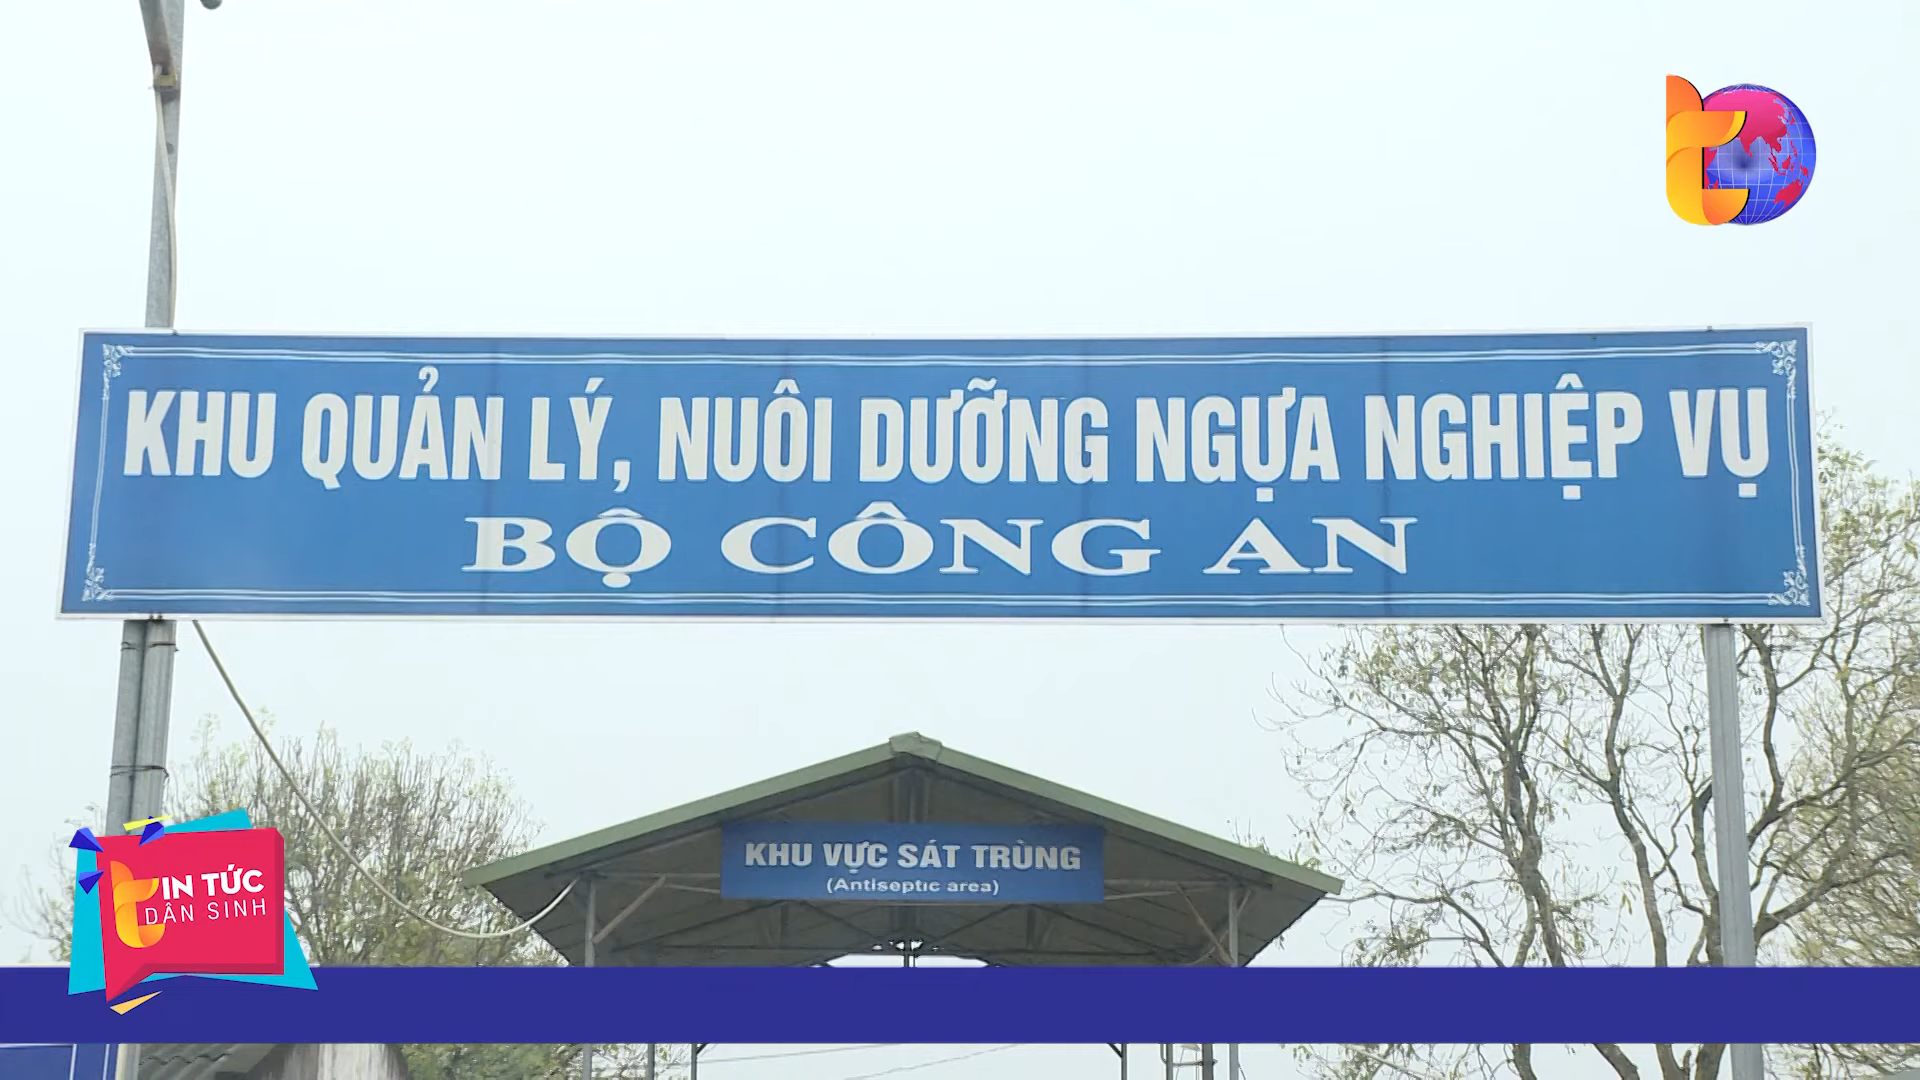 KHU QUẢN LÝ, NUÔI DƯỠNG NGỰA NGHIỆP VỤ
BỘ CÔNG AN
KHU VỰC SÁT TRÙNG
(Antiseptic area)
TIN TỨC
DÂN SINH